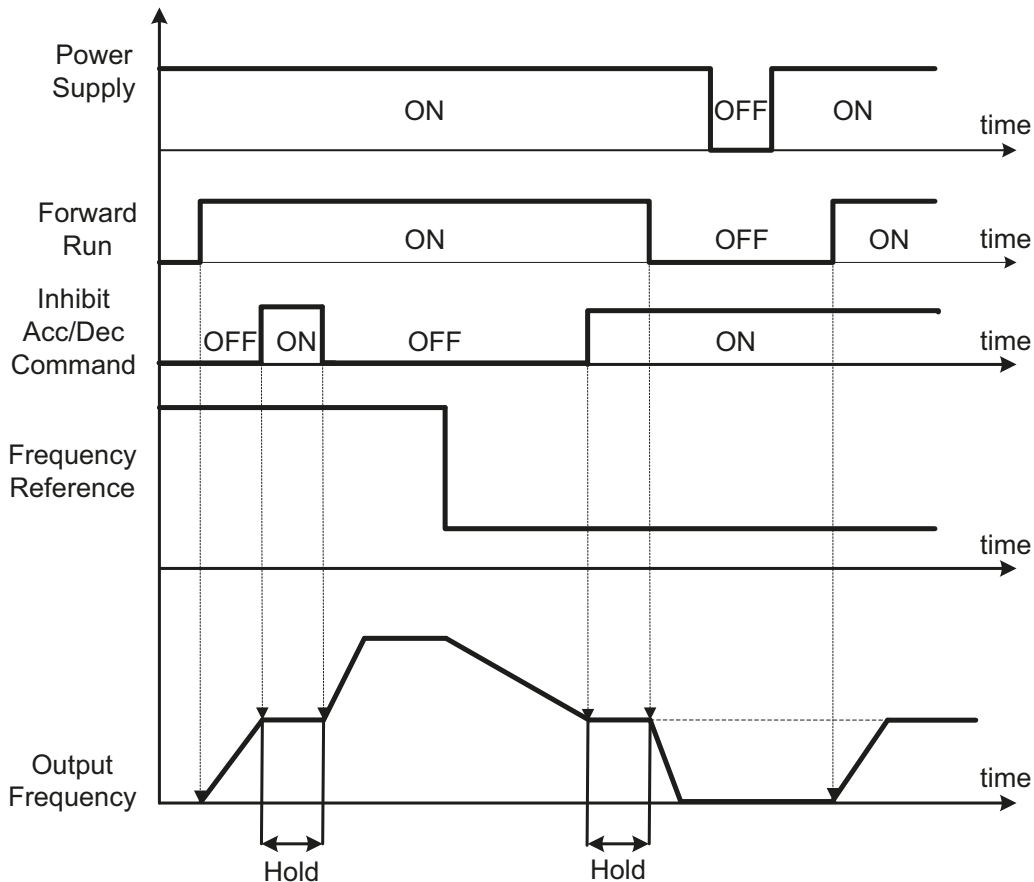 Power
Supply
ON
OFF
ON
time
Forward
Run
ON
OFF
ON
time
Inhibit
Acc/Dec
Command
OFF
ON
OFF
ON
time
Frequency
Reference
time
Output
Frequency
time
Hold
Hold